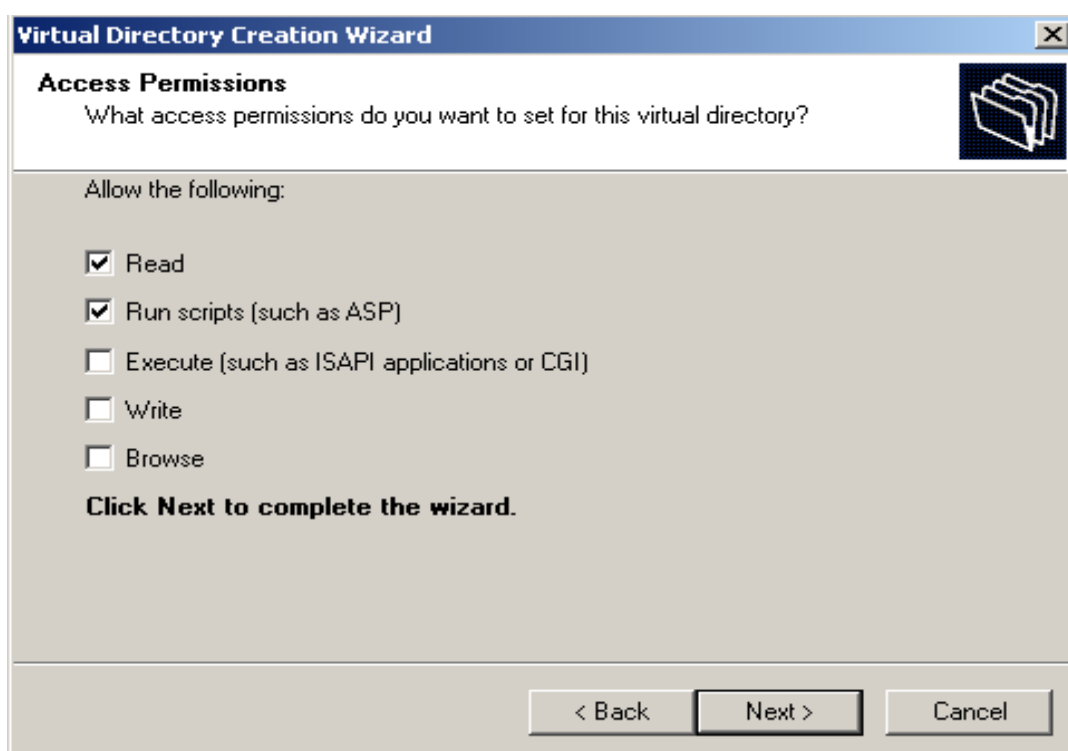 Virtual Directory Creation Wizard
Access Permissions
What access permissions do you want to set for this virtual directory?
Allow the following:
Read
Run scripts (such as ASP)
Execute (such as ISAPI applications or CGI)
Write
Browse
Click Next to complete the wizard.
< Back Next > Cancel